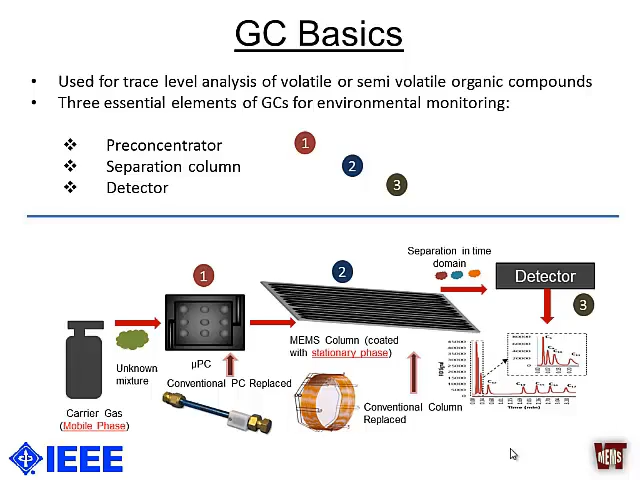 GC Basics
• Used for trace level analysis of volatile or semi volatile organic compounds
• Three essential elements of GCs for environmental monitoring:
❖ Preconcentrator
1
❖ Separation column
2
❖ Detector
3
Separation in time
domain
1
2
Detector
3
Unknown
mixture
µPC
Conventional PC Replaced
MEMS Column (coated
with stationary phase)
Conventional Column
Replaced
Time (min)
Carrier Gas
(Mobile Phase)
IEEE
VT
MEMS